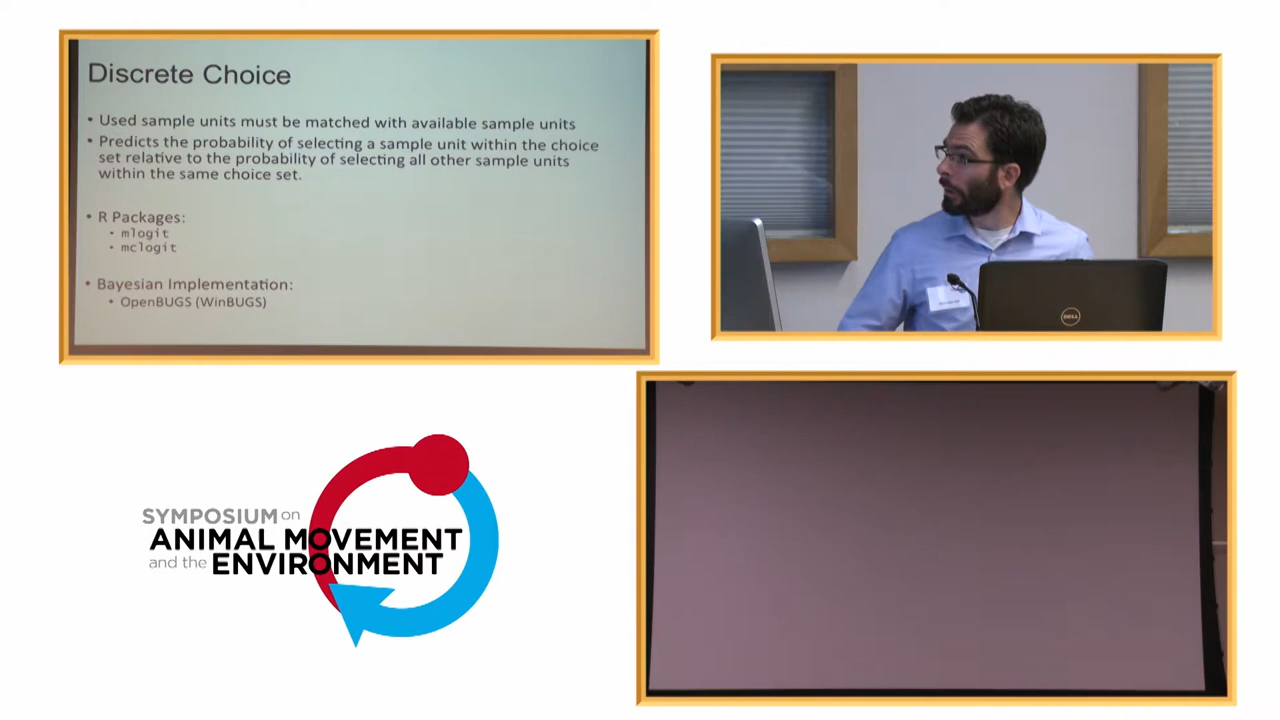 Discrete Choice
• Used sample units must be matched with available sample units
• Predicts the probability of selecting a sample unit within the choice
set relative to the probability of selecting all other sample units
within the same choice set.
• R Packages:
• mlogit
• mclogit
• Bayesian Implementation:
• OpenBUGS (WinBUGS)
DELL
SYMPOSIUM on
ANIMAL MOVEMENT
and the ENVIRONMENT